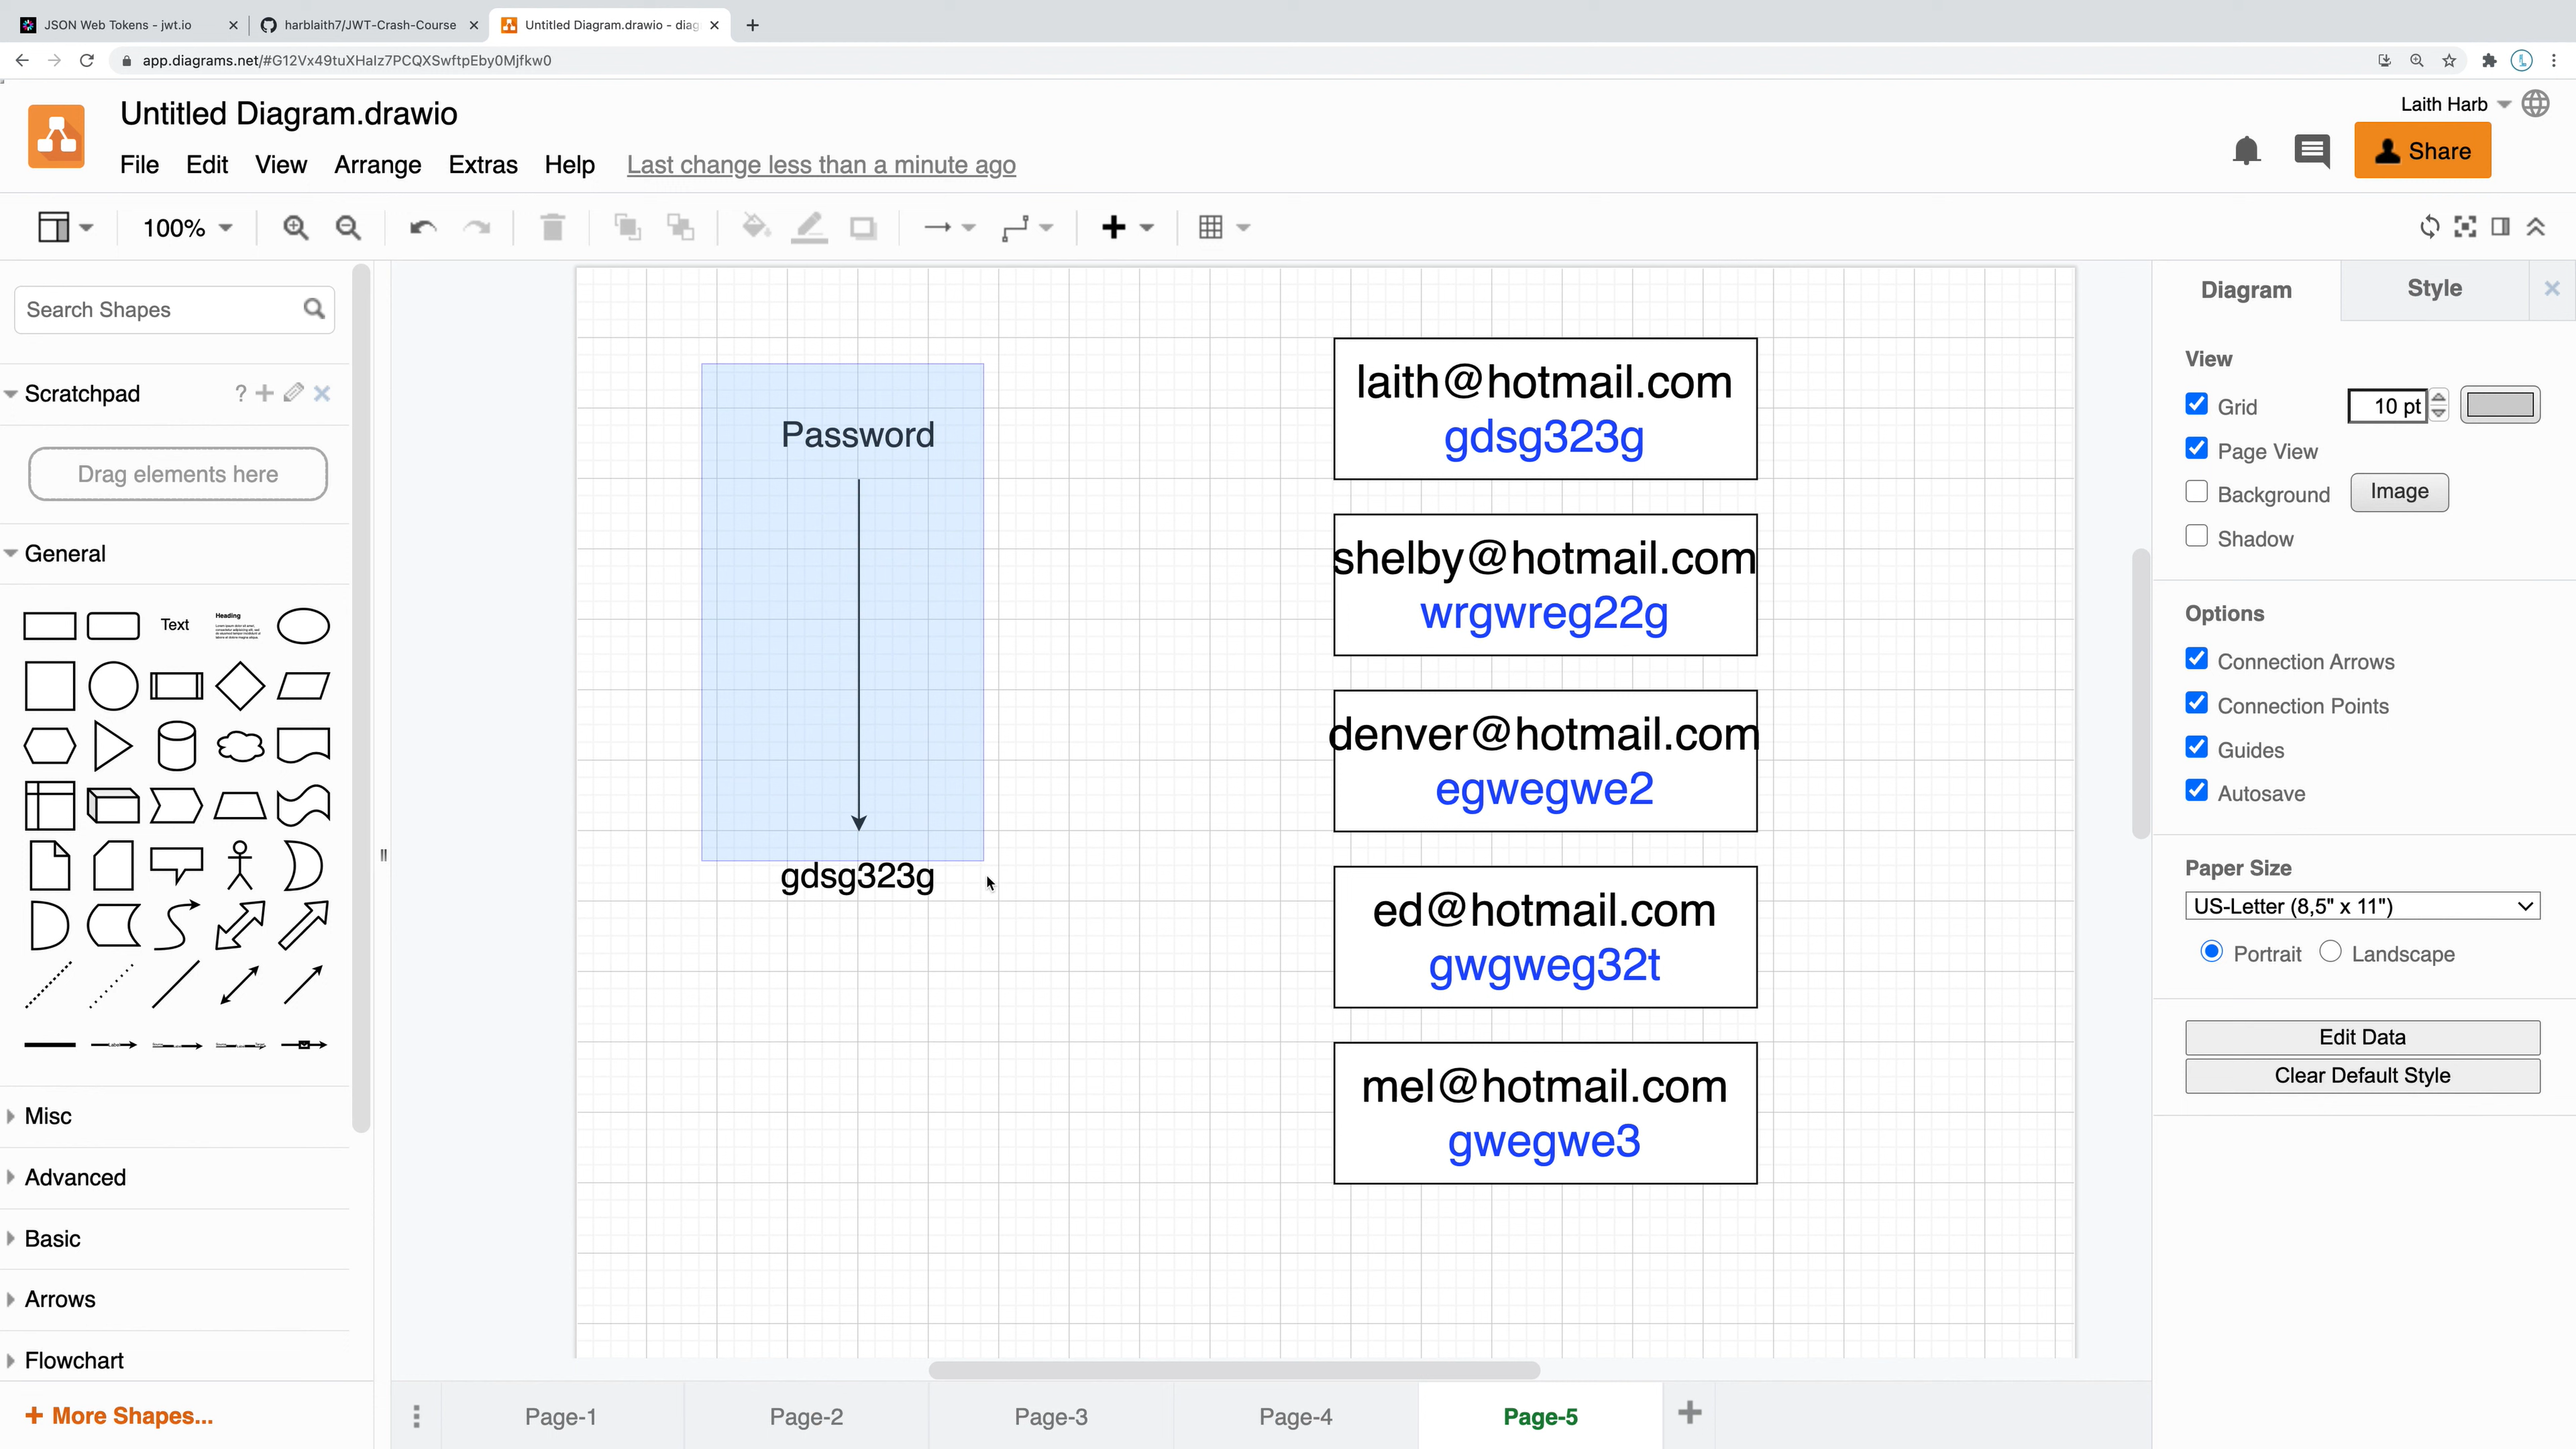 JSON Web Tokens - jwt.io
harblaith7/JWT-Crash-Course
Untitled Diagram.drawio - diag
app.diagrams.net/#G12Vx49tuXHaIz7PCQXSwftpEby0Mjfkw0
Untitled Diagram.drawio
Laith Harb
File Edit View Arrange Extras Help Last change less than a minute ago
Share
100%
Search Shapes
Scratchpad
?
Drag elements here
General
Text
Heading
Misc
Advanced
Basic
Arrows
Flowchart
+ More Shapes...
Password
gdsg323g
laith@hotmail.com
gdsg323g
shelby@hotmail.com
wrgwreg22g
denver@hotmail.com
egwegwe2
ed@hotmail.com
gwgweg32t
mel@hotmail.com
gwegwe3
Page-1 Page-2 Page-3 Page-4 Page-5
Diagram Style
View
Grid 10 pt
Page View
Background Image
Shadow
Options
Connection Arrows
Connection Points
Guides
Autosave
Paper Size
US-Letter (8,5" x 11")
Portrait Landscape
Edit Data
Clear Default Style